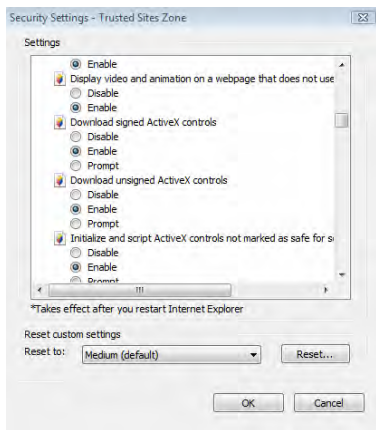 Security Settings - Trusted Sites Zone
Settings
Enable
Display video and animation on a webpage that does not use
Disable
Enable
Download signed ActiveX controls
Disable
Enable
Prompt
Download unsigned ActiveX controls
Disable
Enable
Prompt
Initialize and script ActiveX controls not marked as safe for
Disable
Enable
Prompt
*Takes effect after you restart Internet Explorer
Reset custom settings
Reset to: Medium (default) Reset...
OK Cancel